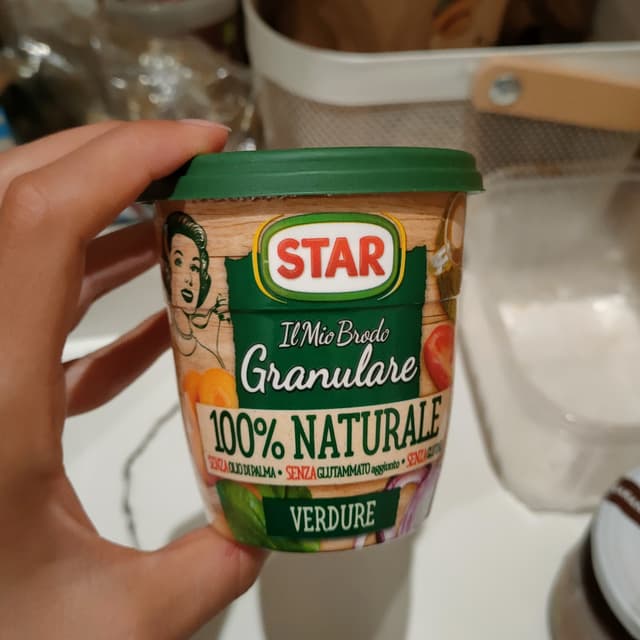 STAR
Il Mio Brodo
Granulare
100% NATURALE
SENZA OLIO DI PALMA • SENZA GLUTAMMATO aggiunto • SENZA
VERDURE